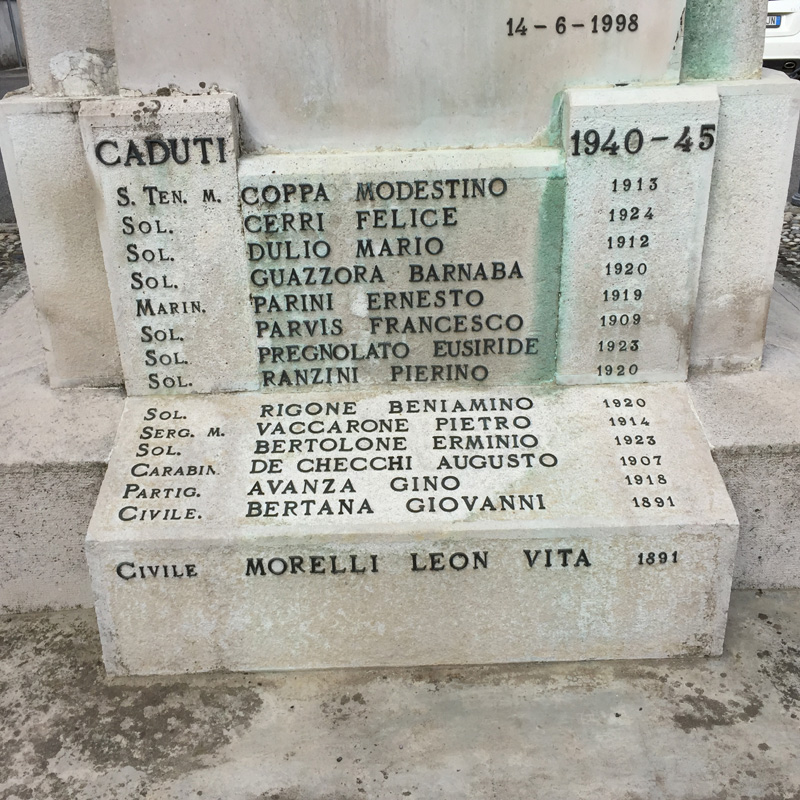 14-6-1998
CADUTI 1940-45
S. TEN. M. COPPA MODESTINO 1913
SOL. CERRI FELICE 1924
SOL. DULIO MARIO 1912
SOL. GUAZZORA BARNABA 1920
MARIN. PARINI ERNESTO 1919
SOL. PARVIS FRANCESCO 1909
SOL. PREGNOLATO EUSIRIDE 1923
SOL. RANZINI PIERINO 1920
SOL. RIGONE BENIAMINO 1920
SERG. M. VACCARONE PIETRO 1914
SOL. BERTOLONE ERMINIO 1923
CARABIN. DE CHECCHI AUGUSTO 1907
PARTIG. AVANZA GINO 1918
CIVILE. BERTANA GIOVANNI 1891
CIVILE MORELLI LEON VITA 1891